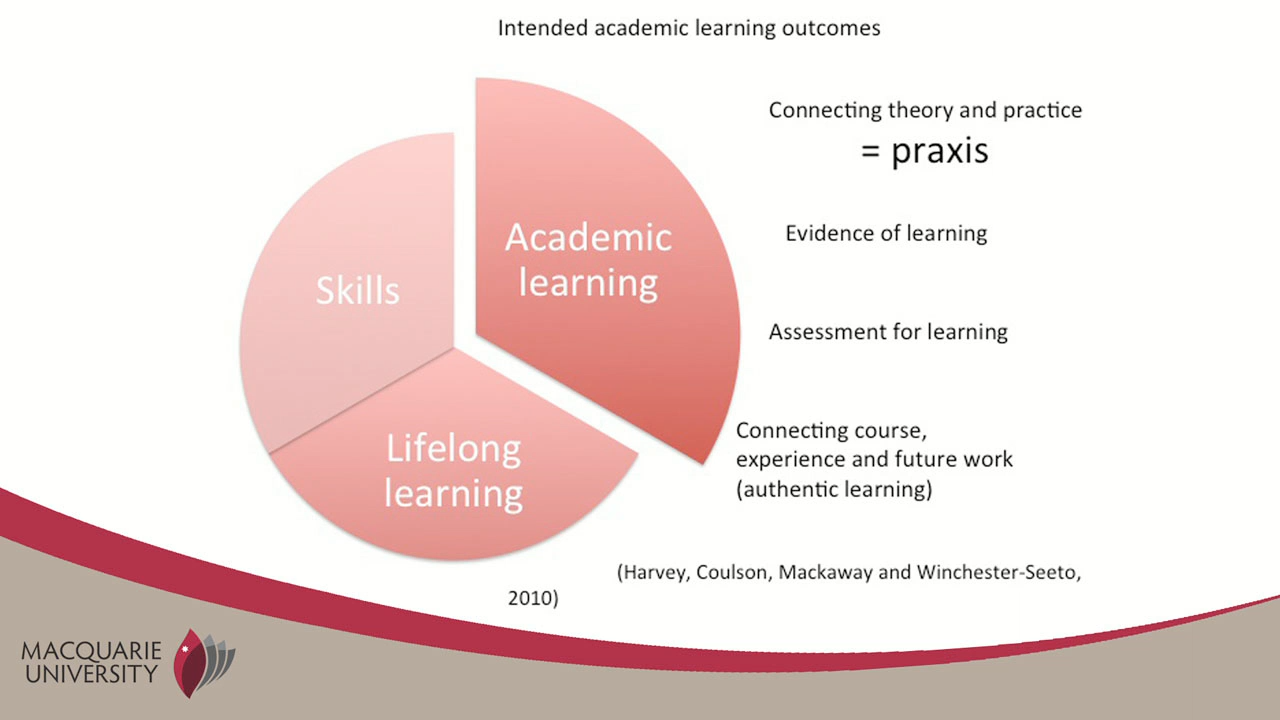 Intended academic learning outcomes
Connecting theory and practice
= praxis
Academic
learning
Evidence of learning
Skills
Assessment for learning
Lifelong
learning
Connecting course,
experience and future work
(authentic learning)
(Harvey, Coulson, Mackaway and Winchester-Seeto,
2010)
MACQUARIE
UNIVERSITY